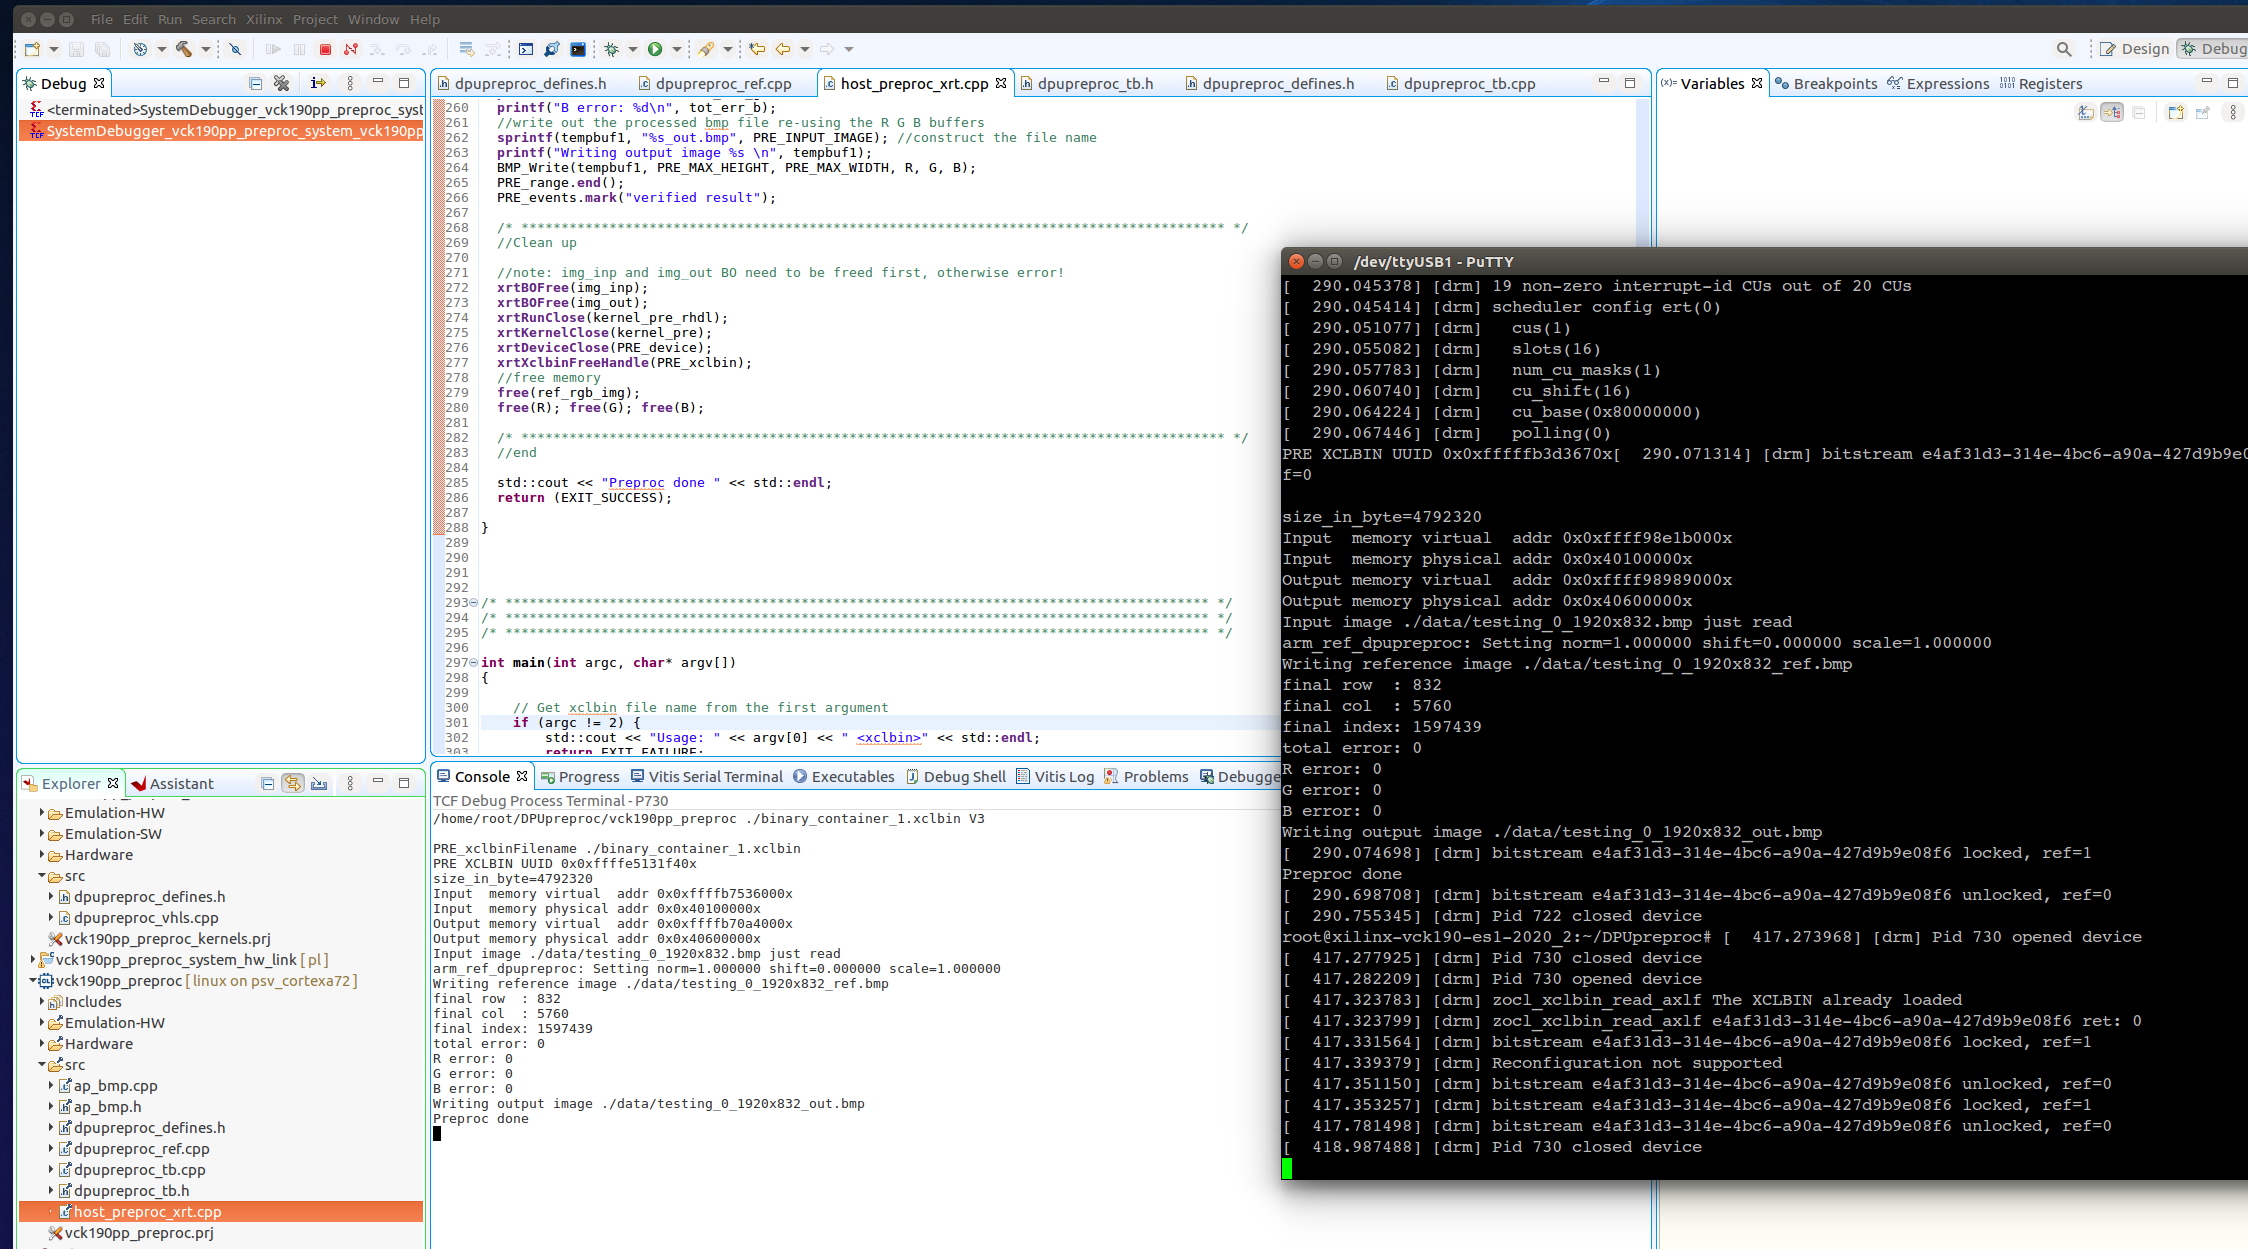 File Edit Run Search Xilinx Project Window Help
Design Debug
Debug
<terminated>SystemDebugger_vck190pp_preproc_syst
SystemDebugger_vck190pp_preproc_system_vck190pp
dpupreproc_defines.h dpupreproc_ref.cpp host_preproc_xrt.cpp dpupreproc_tb.h dpupreproc_defines.h dpupreproc_tb.cpp
260 printf("B error: %d\n", tot_err_b);
261 //write out the processed bmp file re-using the R G B buffers
262 sprintf(tempbuf1, "%s_out.bmp", PRE_INPUT_IMAGE); //construct the file name
263 printf("Writing output image %s \n", tempbuf1);
264 BMP_Write(tempbuf1, PRE_MAX_HEIGHT, PRE_MAX_WIDTH, R, G, B);
265 PRE_range.end();
266 PRE_events.mark("verified result");
267
268 /* **************************************************************************************** */
269 //Clean up
270
271 //note: img_inp and img_out BO need to be freed first, otherwise error!
272 xrtBOFree(img_inp);
273 xrtBOFree(img_out);
274 xrtRunClose(kernel_pre_rhdl);
275 xrtKernelClose(kernel_pre);
276 xrtDeviceClose(PRE_device);
277 xrtXclbinFreeHandle(PRE_xclbin);
278 //free memory
279 free(ref_rgb_img);
280 free(R); free(G); free(B);
281
282 /* **************************************************************************************** */
283 //end
284
285 std::cout << "Preproc done " << std::endl;
286 return (EXIT_SUCCESS);
287
288 }
289
290
291
292
293 /* **************************************************************************************** */
294 /* **************************************************************************************** */
295 /* **************************************************************************************** */
296
297 int main(int argc, char* argv[])
298 {
299
300 // Get xclbin file name from the first argument
301 if (argc != 2) {
302 std::cout << "Usage: " << argv[0] << " <xclbin>" << std::endl;
303 return EXIT_FAILURE;
(x)= Variables Breakpoints Expressions Registers
/dev/ttyUSB1 - PuTTY
[  290.045378] [drm] 19 non-zero interrupt-id CUs out of 20 CUs
[  290.045414] [drm] scheduler config ert(0)
[  290.051077] [drm]   cus(1)
[  290.055082] [drm]   slots(16)
[  290.057783] [drm]   num_cu_masks(1)
[  290.060740] [drm]   cu_shift(16)
[  290.064224] [drm]   cu_base(0x80000000)
[  290.067446] [drm]   polling(0)
PRE XCLBIN UUID 0x0xfffffb3d3670x[  290.071314] [drm] bitstream e4af31d3-314e-4bc6-a90a-427d9b9e0
f=0
size_in_byte=4792320
Input  memory virtual  addr 0x0xffff98e1b000x
Input  memory physical addr 0x0x40100000x
Output memory virtual  addr 0x0xffff98989000x
Output memory physical addr 0x0x40600000x
Input image ./data/testing_0_1920x832.bmp just read
arm_ref_dpupreproc: Setting norm=1.000000 shift=0.000000 scale=1.000000
Writing reference image ./data/testing_0_1920x832_ref.bmp
final row  : 832
final col  : 5760
final index: 1597439
total error: 0
R error: 0
G error: 0
B error: 0
Writing output image ./data/testing_0_1920x832_out.bmp
[  290.074698] [drm] bitstream e4af31d3-314e-4bc6-a90a-427d9b9e08f6 locked, ref=1
Preproc done
[  290.698708] [drm] bitstream e4af31d3-314e-4bc6-a90a-427d9b9e08f6 unlocked, ref=0
[  290.755345] [drm] Pid 722 closed device
root@xilinx-vck190-es1-2020_2:~/DPUpreproc# [  417.273968] [drm] Pid 730 opened device
[  417.277925] [drm] Pid 730 closed device
[  417.282209] [drm] Pid 730 opened device
[  417.323783] [drm] zocl_xclbin_read_axlf The XCLBIN already loaded
[  417.323799] [drm] zocl_xclbin_read_axlf e4af31d3-314e-4bc6-a90a-427d9b9e08f6 ret: 0
[  417.331564] [drm] bitstream e4af31d3-314e-4bc6-a90a-427d9b9e08f6 locked, ref=1
[  417.339379] [drm] Reconfiguration not supported
[  417.351150] [drm] bitstream e4af31d3-314e-4bc6-a90a-427d9b9e08f6 unlocked, ref=0
[  417.353257] [drm] bitstream e4af31d3-314e-4bc6-a90a-427d9b9e08f6 locked, ref=1
[  417.781498] [drm] bitstream e4af31d3-314e-4bc6-a90a-427d9b9e08f6 unlocked, ref=0
[  418.987488] [drm] Pid 730 closed device
Explorer Assistant
Emulation-HW
Emulation-SW
Hardware
src
dpupreproc_defines.h
dpupreproc_vhls.cpp
vck190pp_preproc_kernels.prj
vck190pp_preproc_system_hw_link [ pl ]
vck190pp_preproc [ linux on psv_cortexa72 ]
Includes
Emulation-HW
Hardware
src
ap_bmp.cpp
ap_bmp.h
dpupreproc_defines.h
dpupreproc_ref.cpp
dpupreproc_tb.cpp
dpupreproc_tb.h
host_preproc_xrt.cpp
vck190pp_preproc.prj
Console Progress Vitis Serial Terminal Executables Debug Shell Vitis Log Problems Debugge
TCF Debug Process Terminal - P730
/home/root/DPUpreproc/vck190pp_preproc ./binary_container_1.xclbin V3
PRE_xclbinFilename ./binary_container_1.xclbin
PRE XCLBIN UUID 0x0xffffe5131f40x
size_in_byte=4792320
Input  memory virtual  addr 0x0xffffb7536000x
Input  memory physical addr 0x0x40100000x
Output memory virtual  addr 0x0xffffb70a4000x
Output memory physical addr 0x0x40600000x
Input image ./data/testing_0_1920x832.bmp just read
arm_ref_dpupreproc: Setting norm=1.000000 shift=0.000000 scale=1.000000
Writing reference image ./data/testing_0_1920x832_ref.bmp
final row  : 832
final col  : 5760
final index: 1597439
total error: 0
R error: 0
G error: 0
B error: 0
Writing output image ./data/testing_0_1920x832_out.bmp
Preproc done